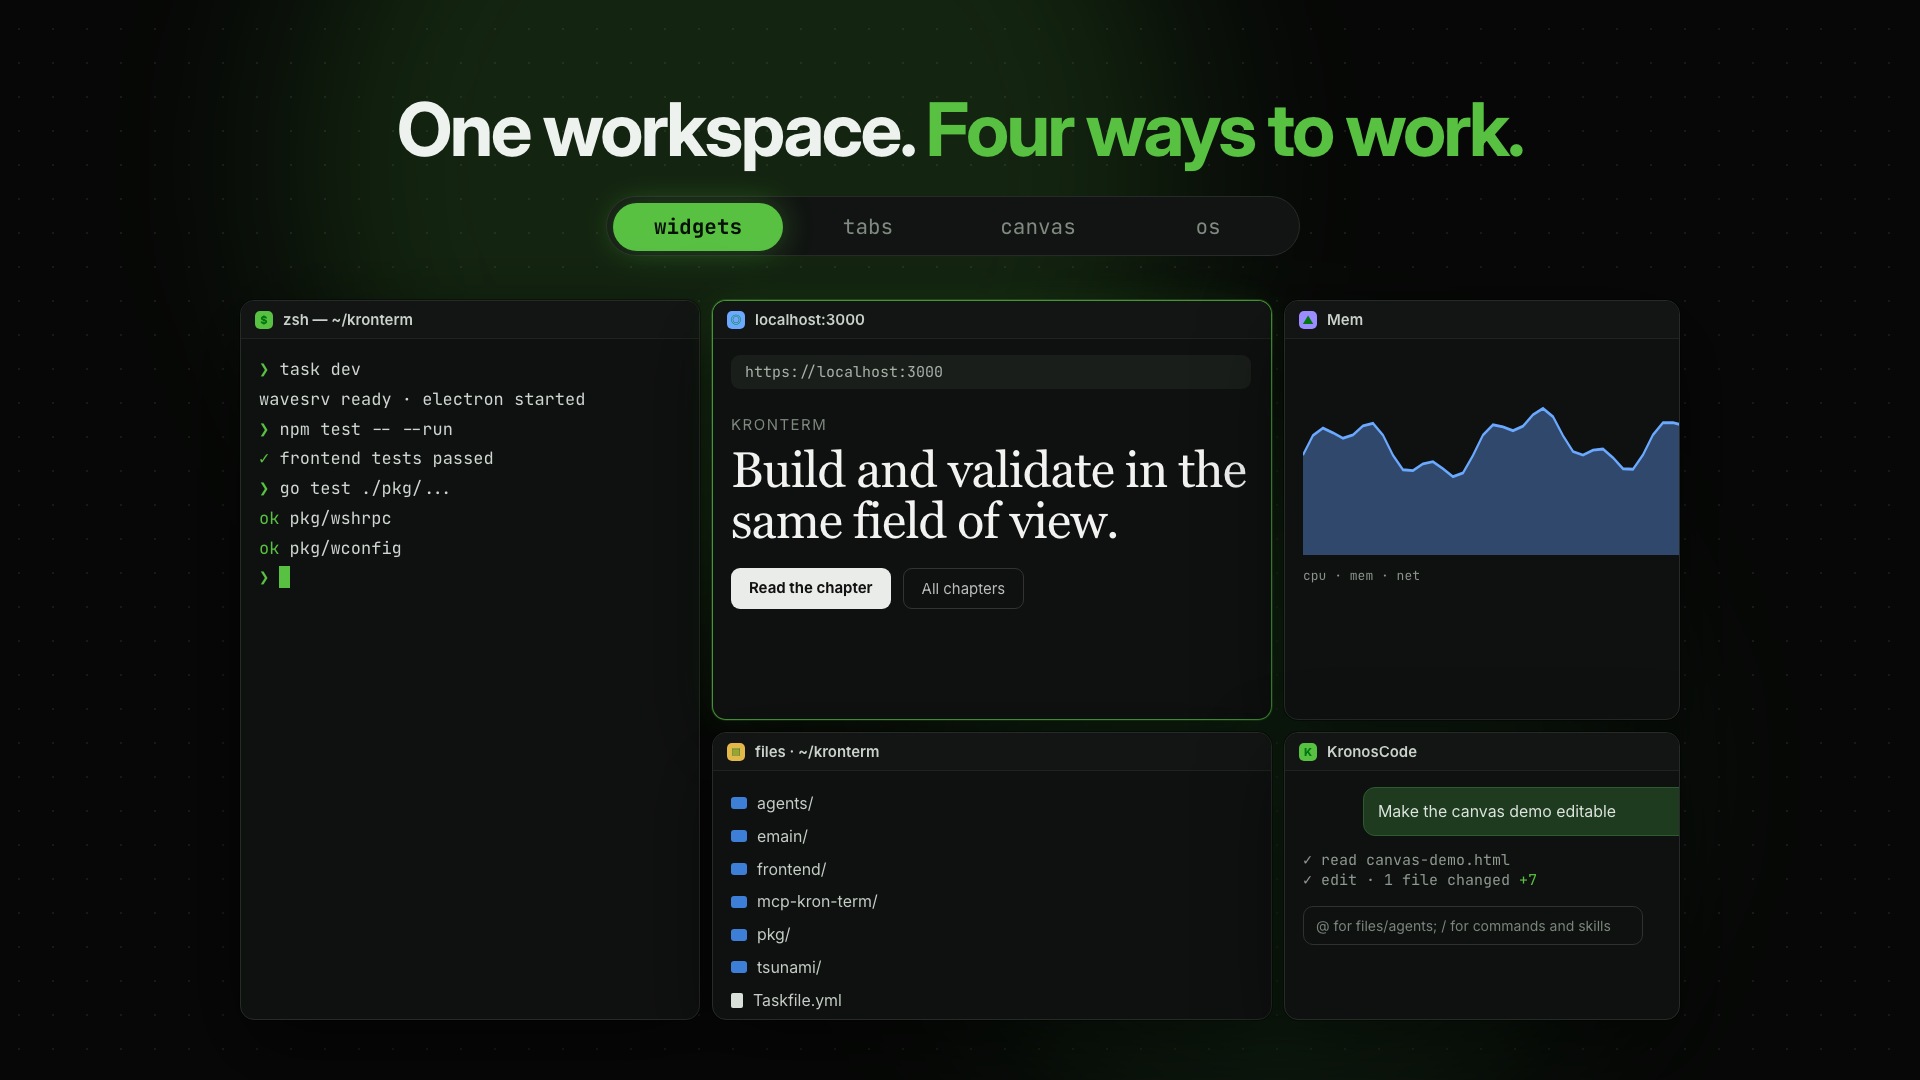 One workspace. Four ways to work.
widgets
tabs
canvas
os
$ zsh — ~/kronterm
❯ task dev
wavesrv ready · electron started
❯ npm test -- --run
✓ frontend tests passed
❯ go test ./pkg/...
ok pkg/wshrpc
ok pkg/wconfig
❯
localhost:3000
https://localhost:3000
KRONTERM
Build and validate in the
same field of view.
Read the chapter
All chapters
Mem
cpu · mem · net
files · ~/kronterm
agents/
emain/
frontend/
mcp-kron-term/
pkg/
tsunami/
Taskfile.yml
K KronosCode
Make the canvas demo editable
✓ read canvas-demo.html
✓ edit · 1 file changed +7
@ for files/agents; / for commands and skills